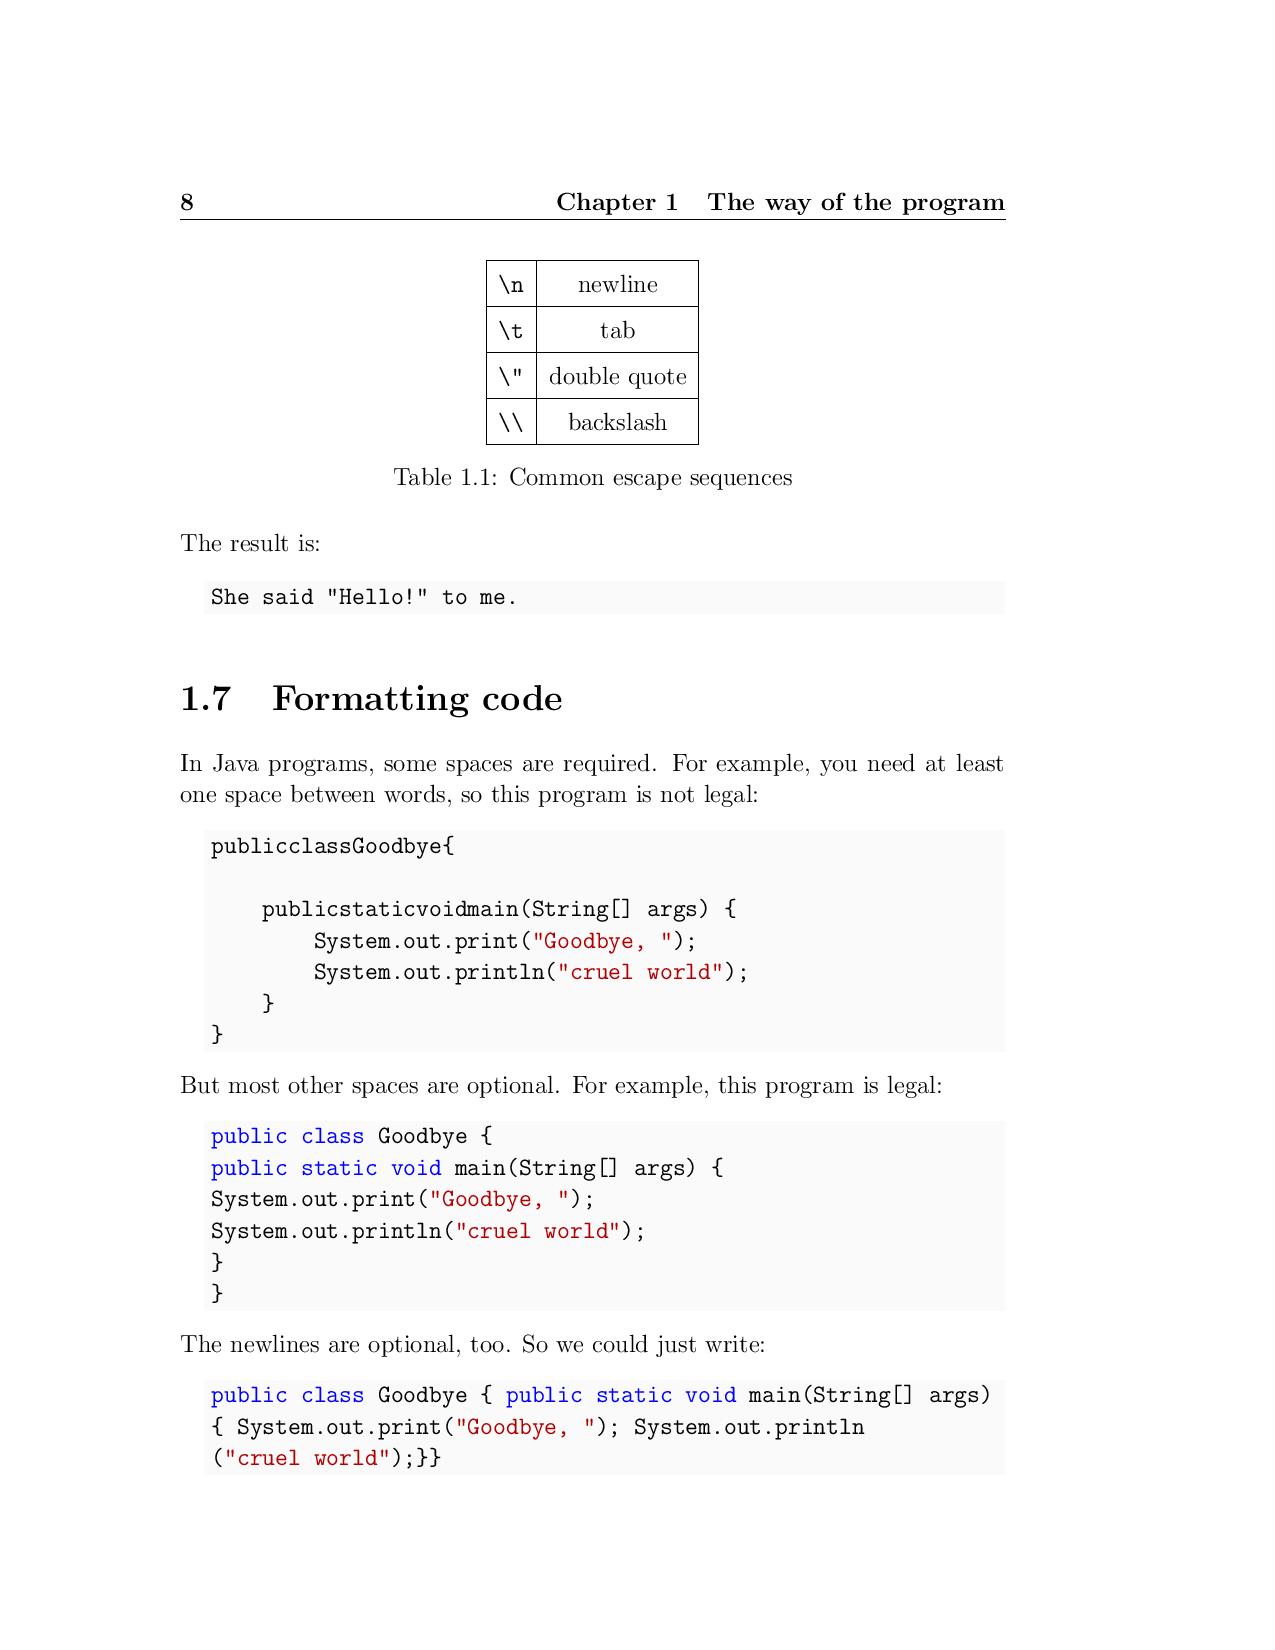 8 Chapter 1 The way of the program
\n newline
\t tab
\" double quote
\\ backslash
Table 1.1: Common escape sequences
The result is:
She said "Hello!" to me.
1.7 Formatting code
In Java programs, some spaces are required. For example, you need at least
one space between words, so this program is not legal:
publicclassGoodbye{
    publicstaticvoidmain(String[] args) {
        System.out.print("Goodbye, ");
        System.out.println("cruel world");
    }
}
But most other spaces are optional. For example, this program is legal:
public class Goodbye {
public static void main(String[] args) {
System.out.print("Goodbye, ");
System.out.println("cruel world");
}
}
The newlines are optional, too. So we could just write:
public class Goodbye { public static void main(String[] args)
{ System.out.print("Goodbye, "); System.out.println
("cruel world");}}